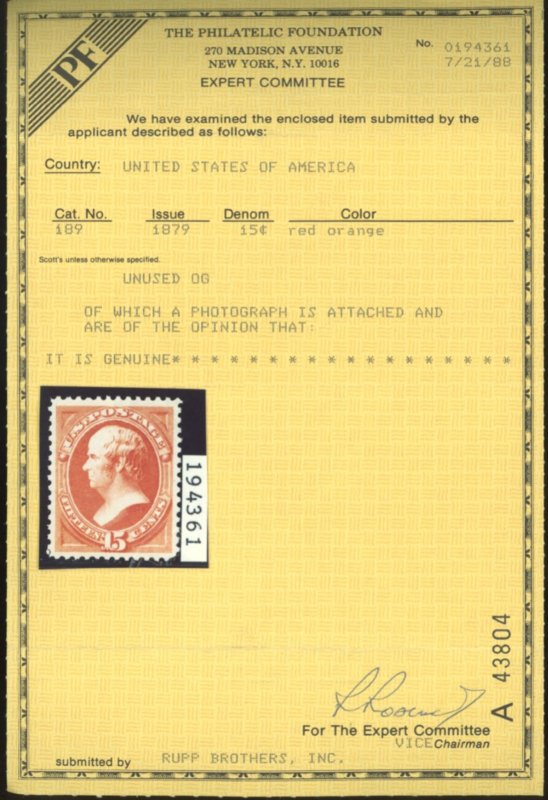 PF
THE PHILATELIC FOUNDATION
270 MADISON AVENUE
NEW YORK, N.Y. 10016
EXPERT COMMITTEE
No. 0194361
7/21/88
We have examined the enclosed item submitted by the
applicant described as follows:
Country: UNITED STATES OF AMERICA
Cat. No. Issue Denom Color
189 1879 15¢ red orange
Scott's unless otherwise specified.
UNUSED OG
OF WHICH A PHOTOGRAPH IS ATTACHED AND
ARE OF THE OPINION THAT:
IT IS GENUINE* * * * * * * * * * * * * * * * * *
U.S. POSTAGE
FIFTEEN 15 CENTS
194361
A 43804
For The Expert Committee
VICE Chairman
submitted by RUPP BROTHERS, INC.